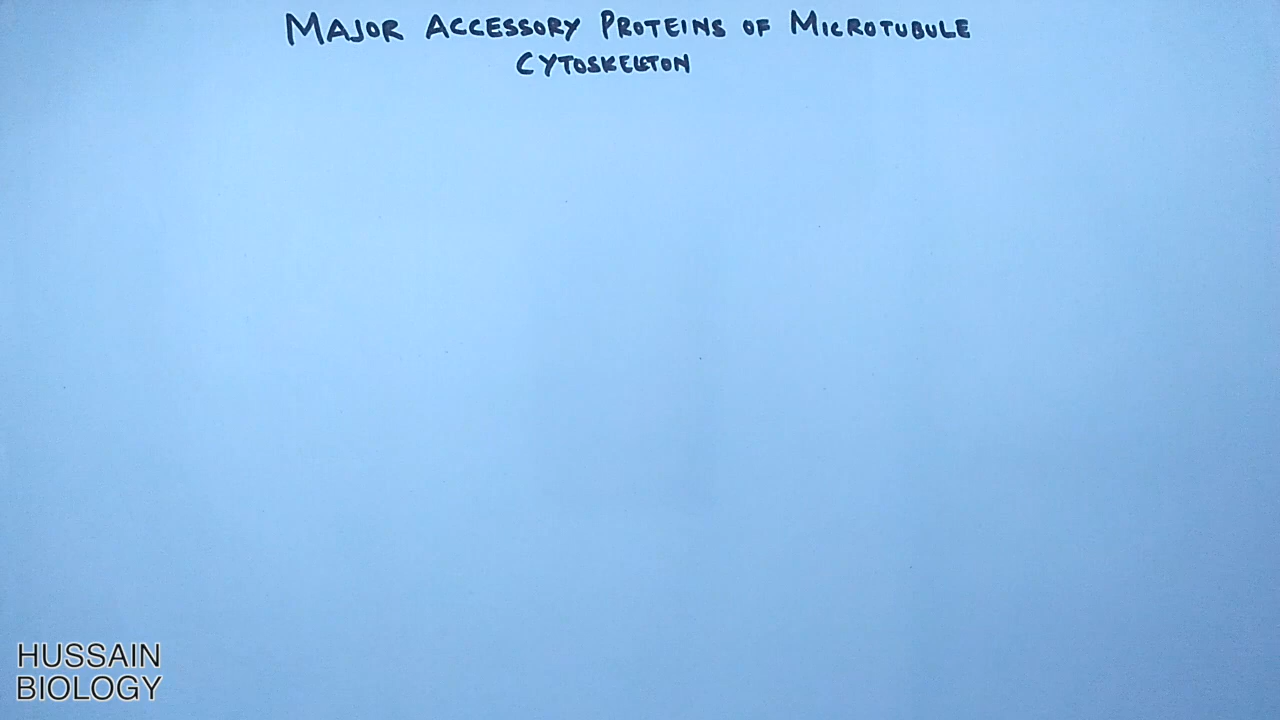 MAJOR ACCESSORY PROTEINS OF MICROTUBULE
CYTOSKELETON
HUSSAIN
BIOLOGY